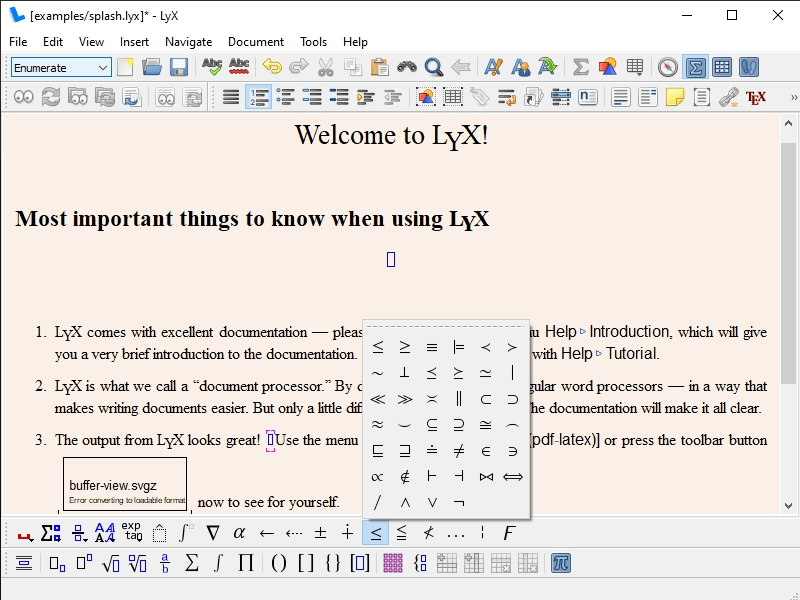 [examples/splash.lyx]* - LyX
File Edit View Insert Navigate Document Tools Help
Enumerate Abc Abc
TEX
Welcome to LyX!
Most important things to know when using LyX
1. LyX comes with excellent documentation — pleas u Help ▹ Introduction, which will give
you a very brief introduction to the documentation. with Help ▹ Tutorial.
2. LyX is what we call a “document processor.” By d gular word processors — in a way that
makes writing documents easier. But only a little dif he documentation will make it all clear.
3. The output from LyX looks great! Use the menu (pdf-latex)] or press the toolbar button
buffer-view.svgz
Error converting to loadable format
now to see for yourself.
≤ ≥ ≡ ⊨ ≺ ≻
∼ ⊥ ⪯ ⪰ ≃ ∣
≪ ≫ ≍ ∥ ⊂ ⊃
≈ ⌣ ⊆ ⊇ ≅ ⌢
⊑ ⊒ ≐ ≠ ∈ ∋
∝ ∉ ⊢ ⊣ ⋈ ⟺
/ ∧ ∨ ¬
exp tag ∇ α ← ⇠ ± ∔ ≤ ≦ ≮ … ¦ F
√ a/b Σ ∫ Π () [] {} [] { π